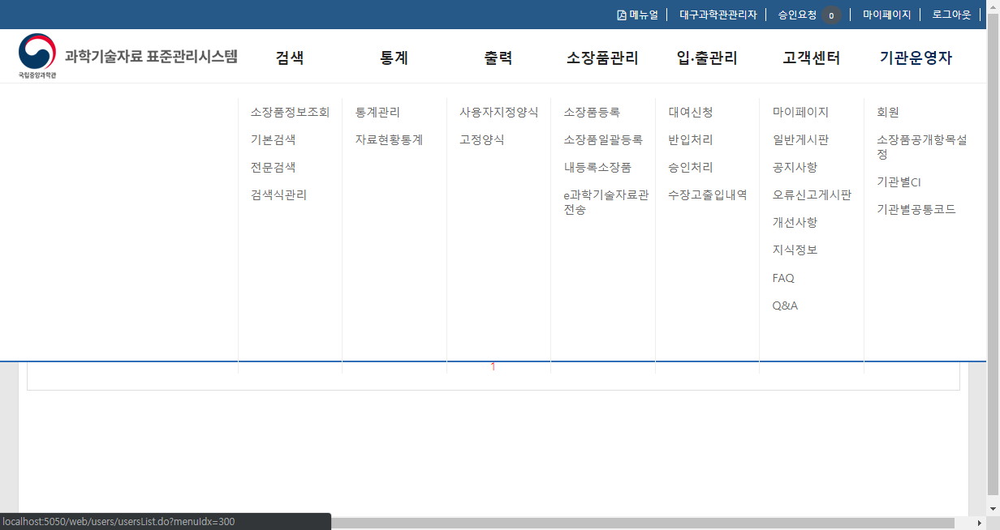 메뉴얼
대구과학관관리자
승인요청 0
마이페이지
로그아웃
국립중앙과학관
과학기술자료 표준관리시스템
검색
통계
출력
소장품관리
입·출관리
고객센터
기관운영자
소장품정보조회
기본검색
전문검색
검색식관리
통계관리
자료현황통계
사용자지정양식
고정양식
소장품등록
소장품일괄등록
내등록소장품
e과학기술자료관
전송
대여신청
반입처리
승인처리
수장고출입내역
마이페이지
일반게시판
공지사항
오류신고게시판
개선사항
지식정보
FAQ
Q&A
회원
소장품공개항목설
정
기관별CI
기관별공통코드
1
localhost:5050/web/users/usersList.do?menuIdx=300